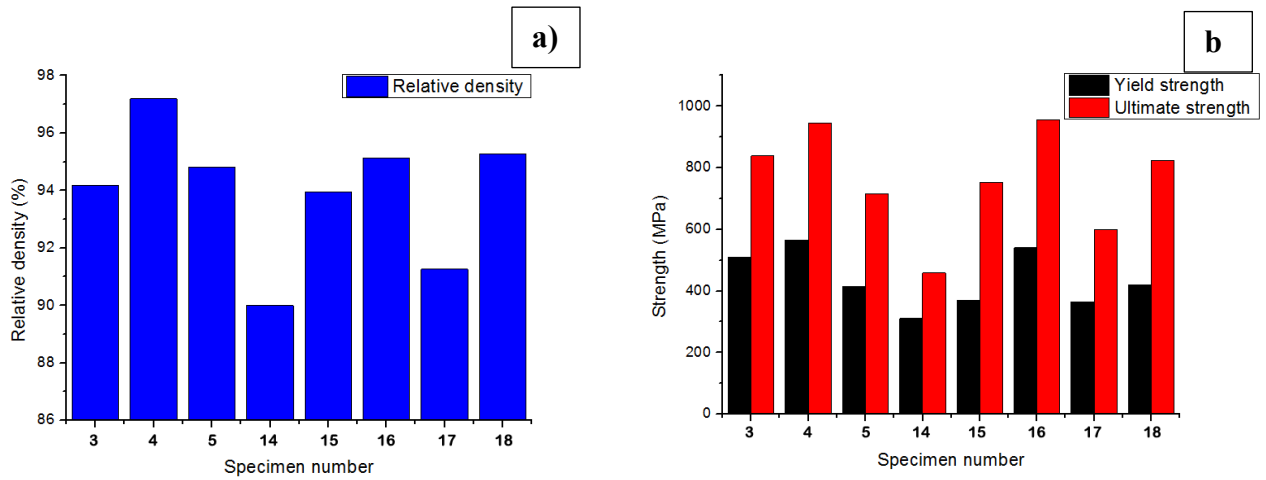 a)
Relative density
98
96
94
92
90
88
86
Relative density (%)
3 4 5 14 15 16 17 18
Specimen number
b
Yield strength
Ultimate strength
1000
800
600
400
200
0
Strength (MPa)
3 4 5 14 15 16 17 18
Specimen number